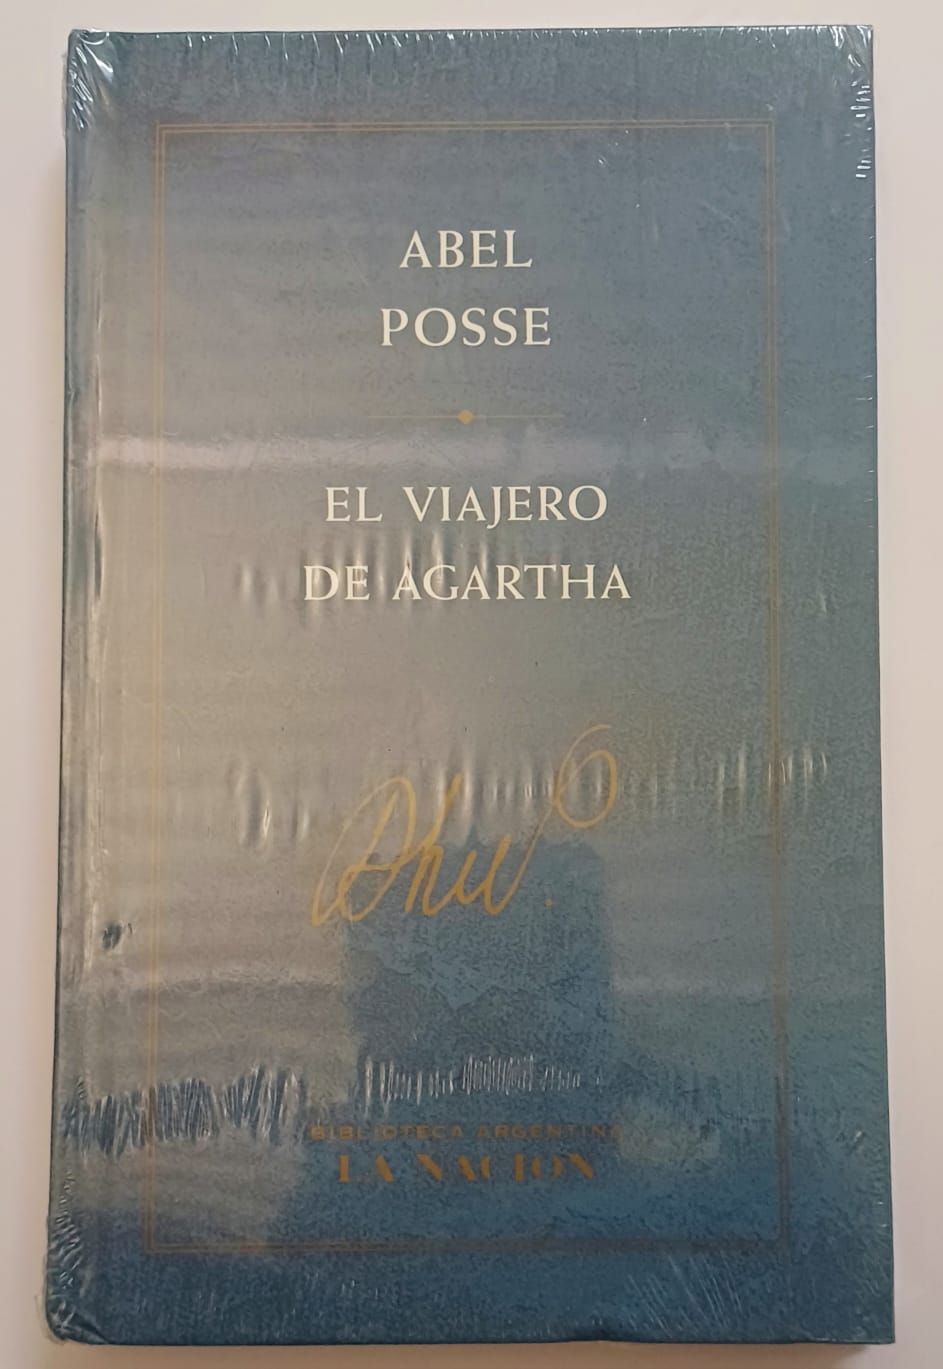 ABEL
POSSE
EL VIAJERO
DE AGARTHA
BIBLIOTECA ARGENTINA
LA NACION